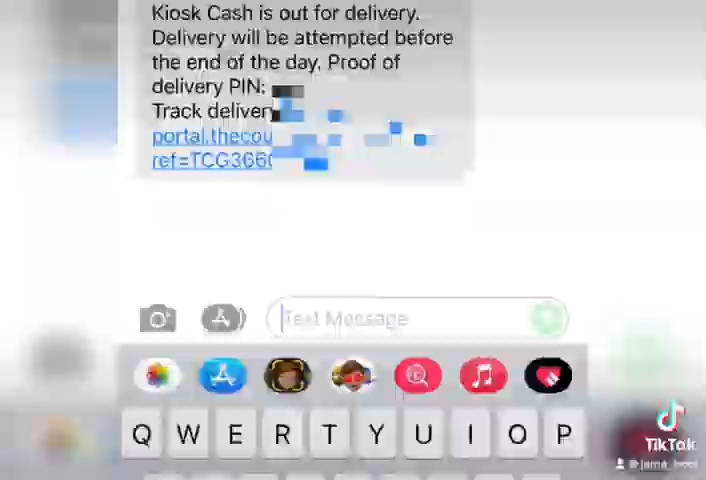 Kiosk Cash is out for delivery.
Delivery will be attempted before
the end of the day. Proof of
delivery PIN:
Track delivery
portal.thecou
ref=TCG366
Text Message
Q W E R T Y U I O P
TikTok